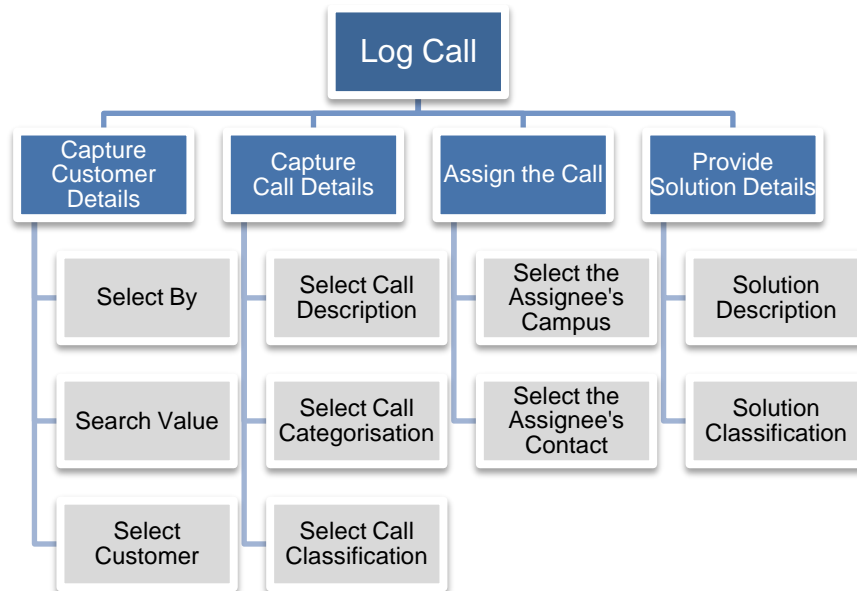 Log Call
Capture
Customer
Details
Capture
Call Details
Assign the Call
Provide
Solution Details
Select By
Select Call
Description
Select the
Assignee's
Campus
Solution
Description
Search Value
Select Call
Categorisation
Select the
Assignee's
Contact
Solution
Classification
Select
Customer
Select Call
Classification